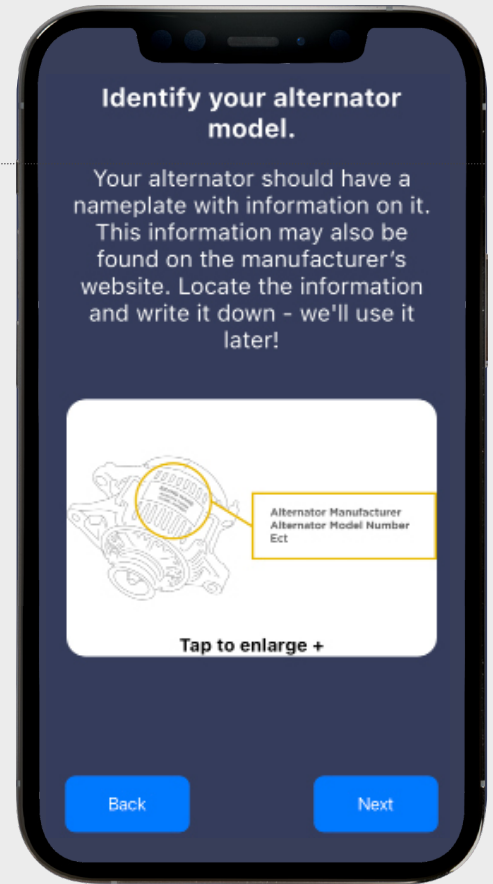 Identify your alternator
model.
Your alternator should have a
nameplate with information on it.
This information may also be
found on the manufacturer's
website. Locate the information
and write it down - we'll use it
later!
Alternator Manufacturer
Alternator Model Number
Ect
Tap to enlarge +
Back
Next